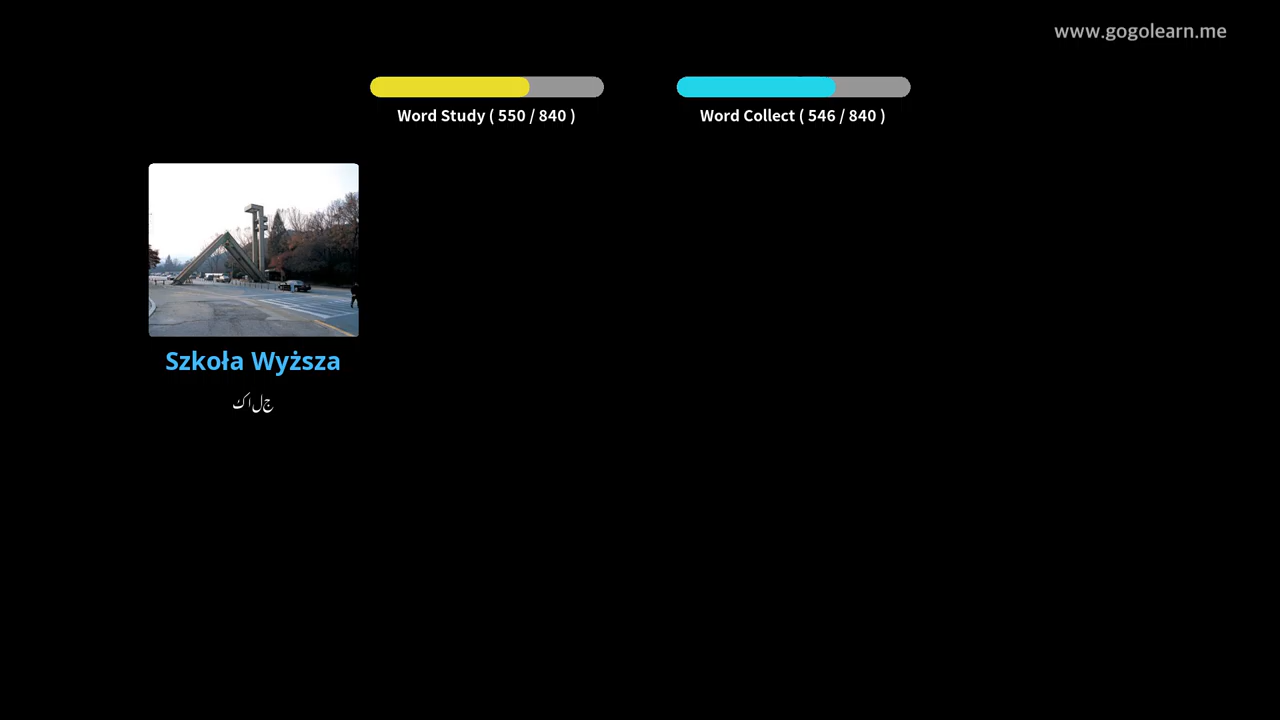 www.gogolearn.me
Word Study ( 550 / 840 )
Word Collect ( 546 / 840 )
Szkoła Wyższa
کالج